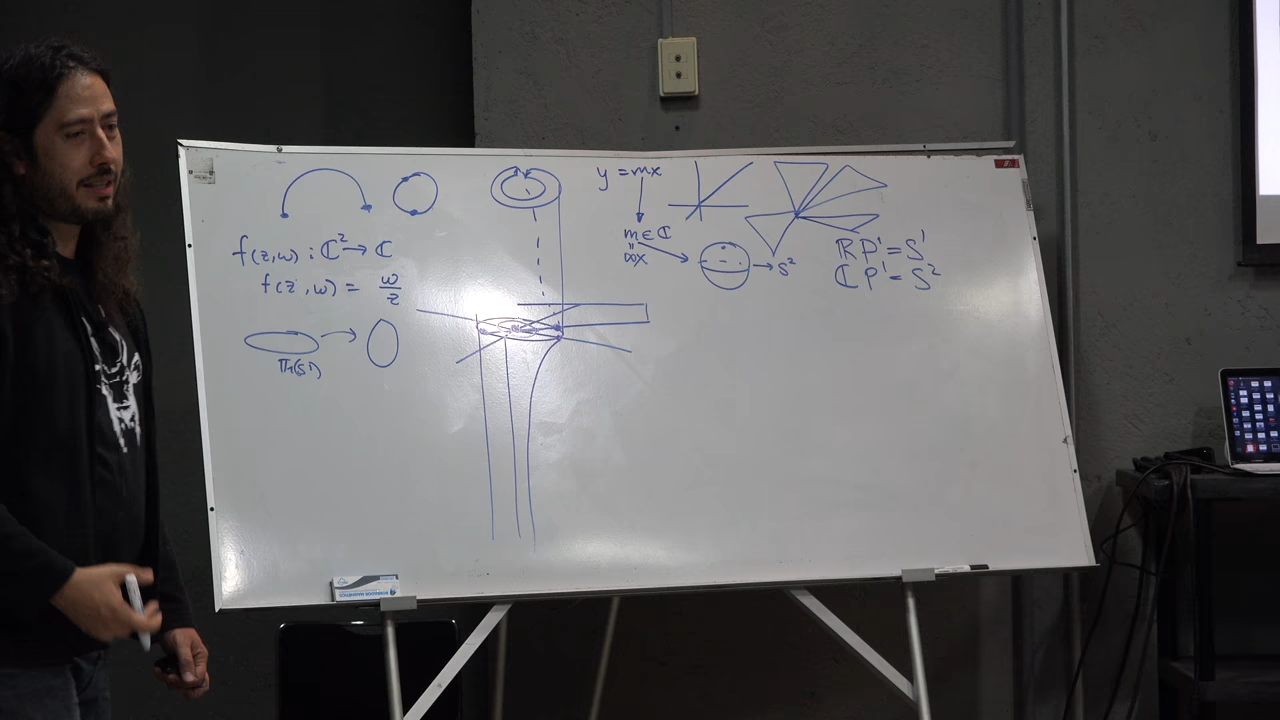 f(z,w) : ℂ² → ℂ
f(z,w) = w/z
π₁(S¹)
y = mx
m ∈ ℂ
→ S²
ℝP¹ = S¹
ℂP¹ = S²